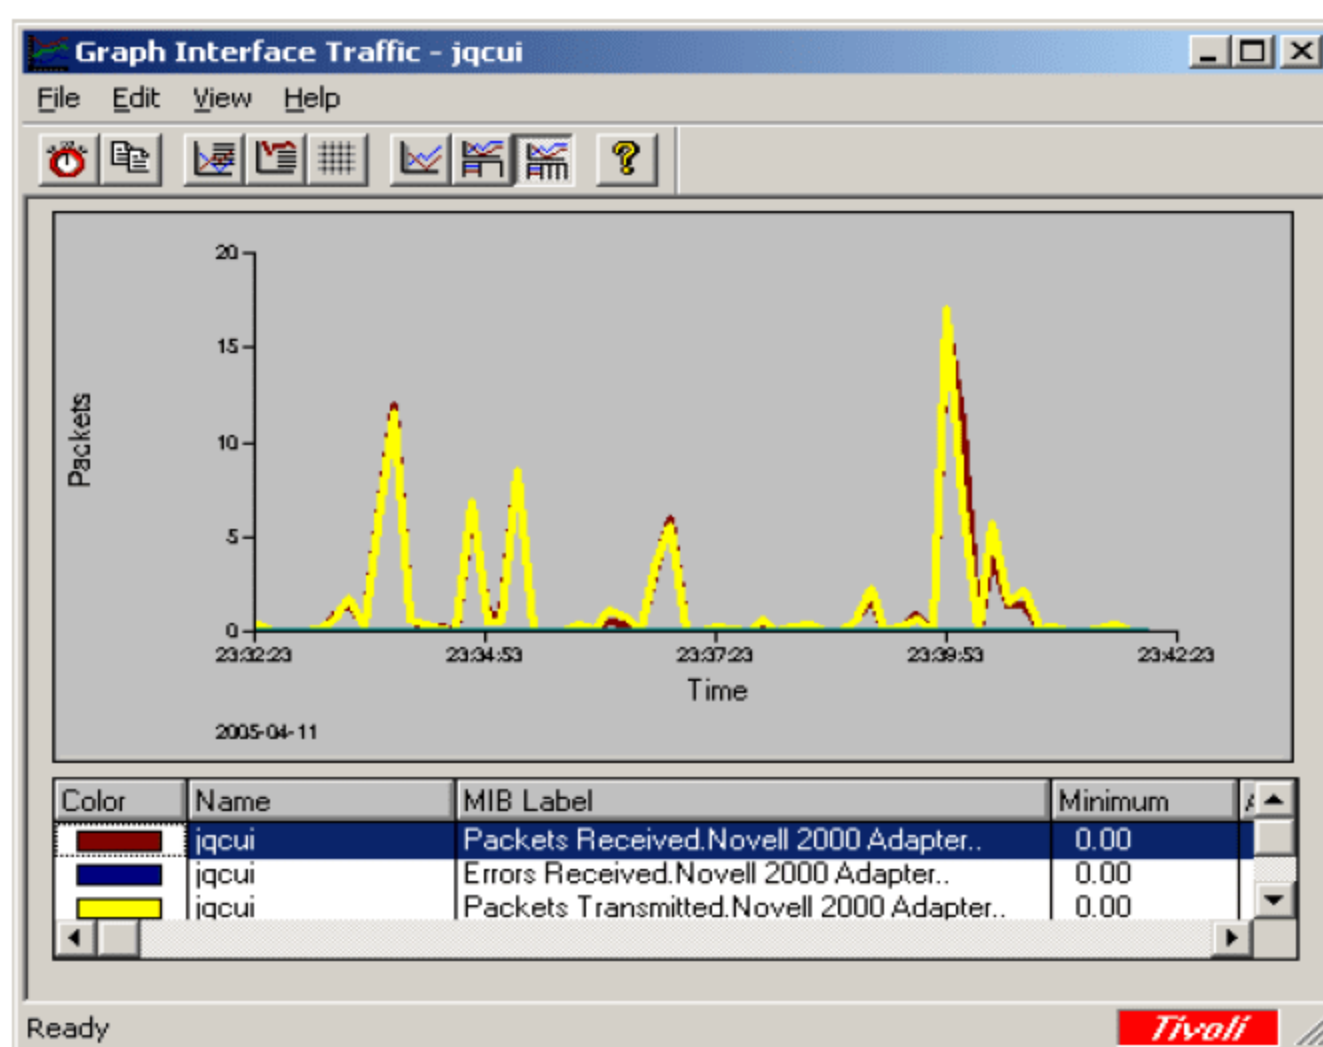 Graph Interface Traffic - jqcui
File Edit View Help
20
15
10
5
0
Packets
23:32:23 23:34:53 23:37:23 23:39:53 23:42:23
Time
2005-04-11
Color Name MIB Label Minimum
jqcui Packets Received.Novell 2000 Adapter.. 0.00
jqcui Errors Received.Novell 2000 Adapter.. 0.00
jqcui Packets Transmitted.Novell 2000 Adapter.. 0.00
Ready Tivoli